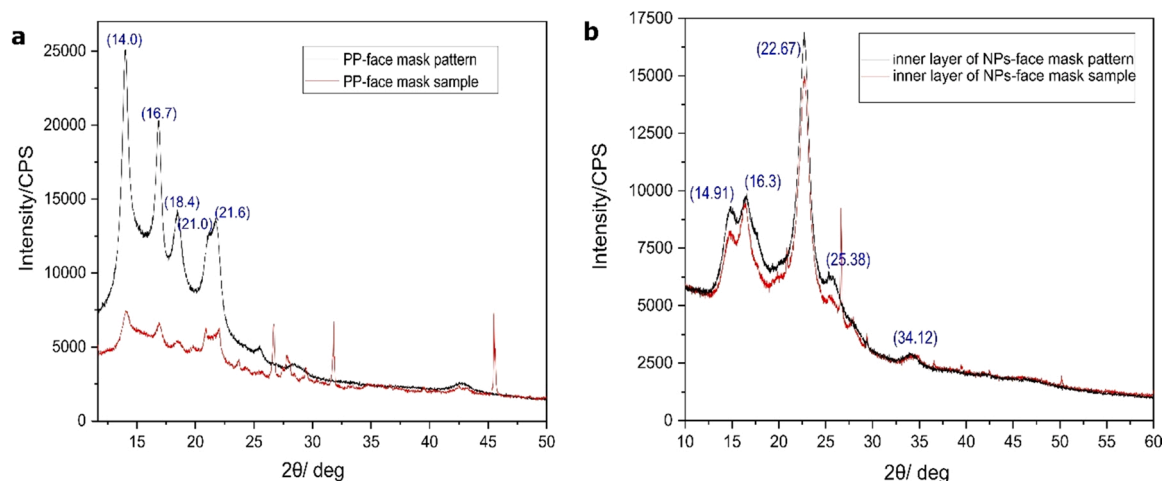 a
(14.0)
PP-face mask pattern
PP-face mask sample
(16.7)
(18.4)
(21.0)
(21.6)
25000
20000
15000
10000
5000
0
Intensity/CPS
15 20 25 30 35 40 45 50
2θ/ deg
b
(22.67)
inner layer of NPs-face mask pattern
inner layer of NPs-face mask sample
(14.91)
(16.3)
(25.38)
(34.12)
17500
15000
12500
10000
7500
5000
2500
0
Intensity/CPS
10 15 20 25 30 35 40 45 50 55 60
2θ/ deg